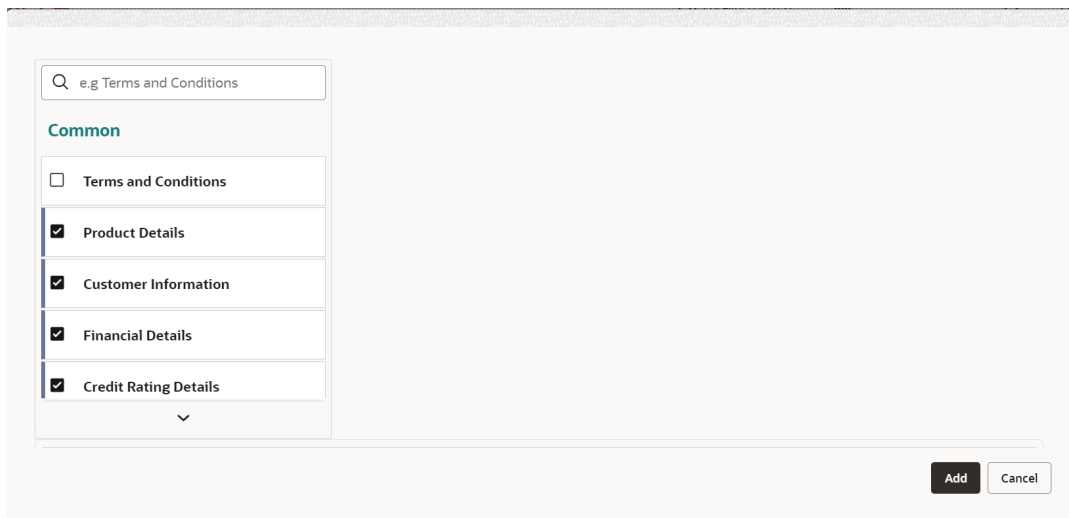 e.g Terms and Conditions
Common
Terms and Conditions
Product Details
Customer Information
Financial Details
Credit Rating Details
Add Cancel